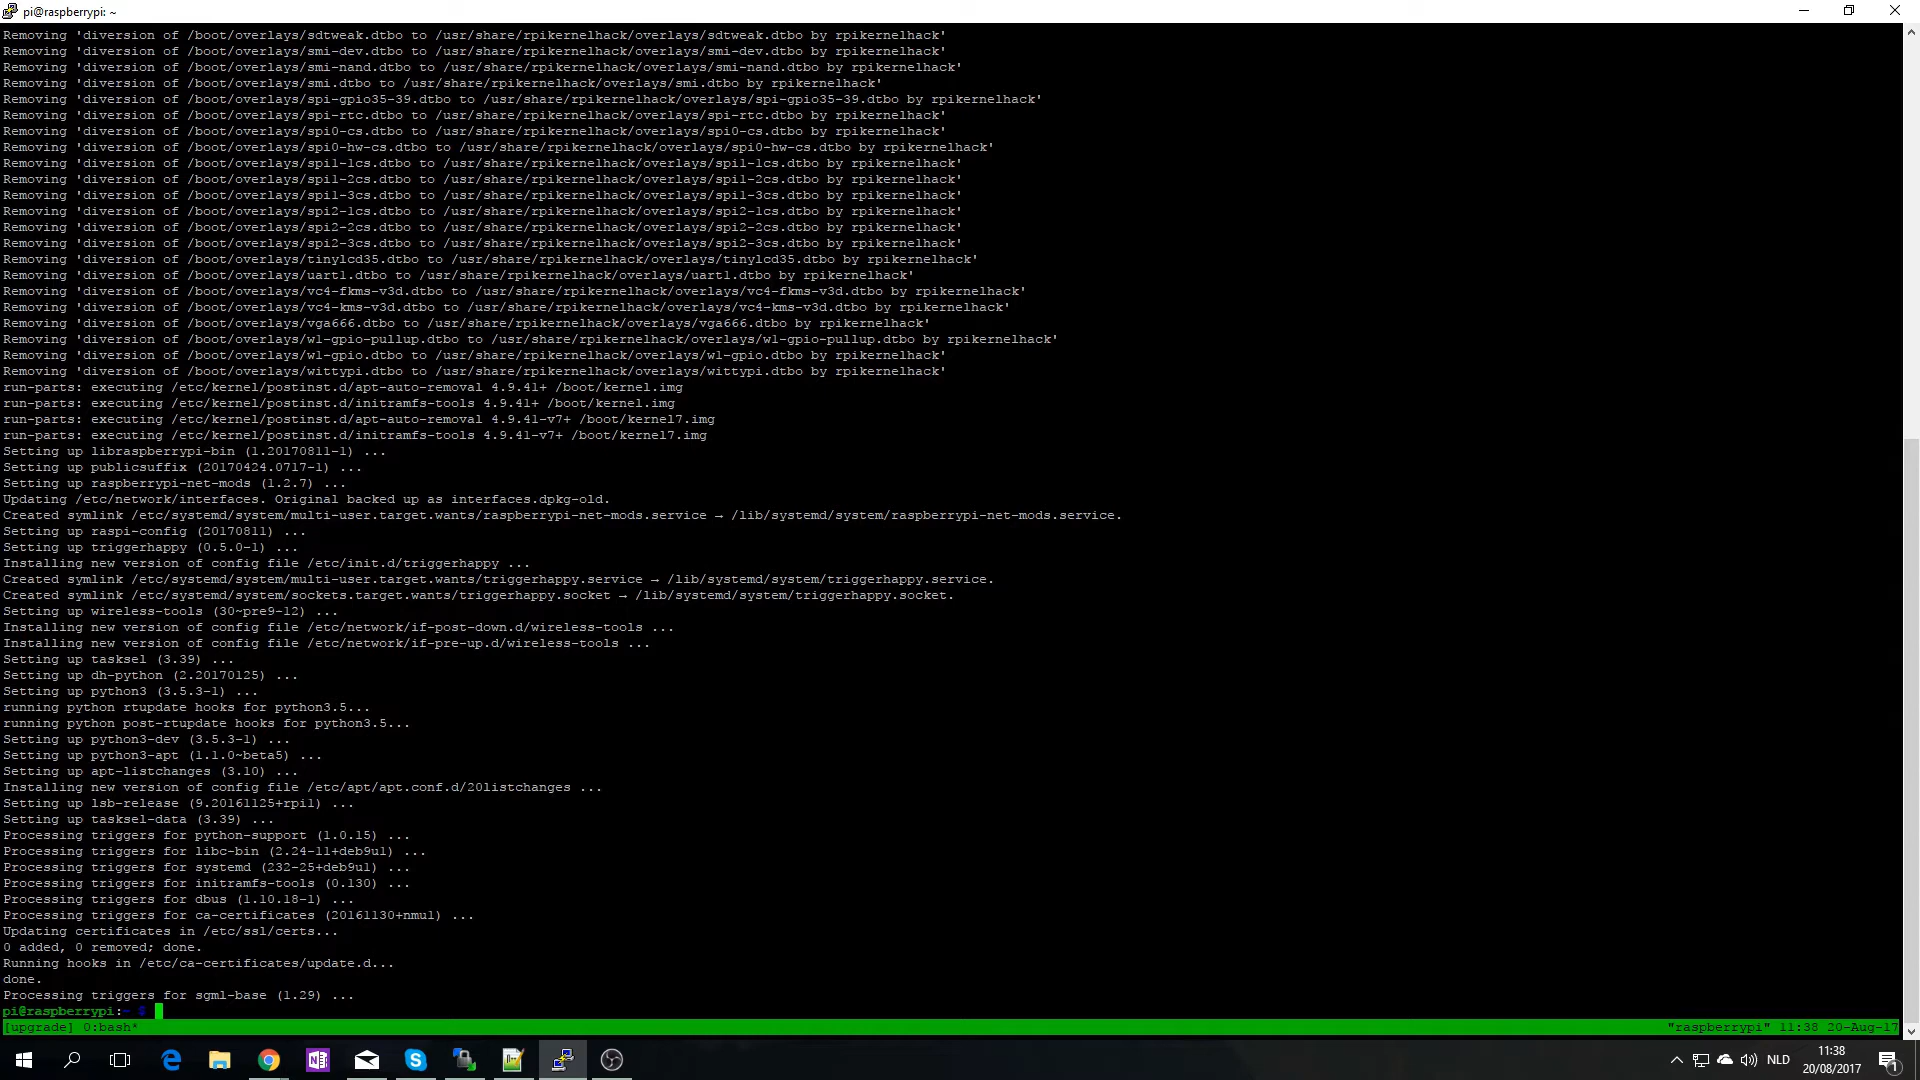 pi@raspberrypi: ~
Removing 'diversion of /boot/overlays/sdtweak.dtbo to /usr/share/rpikernelhack/overlays/sdtweak.dtbo by rpikernelhack'
Removing 'diversion of /boot/overlays/smi-dev.dtbo to /usr/share/rpikernelhack/overlays/smi-dev.dtbo by rpikernelhack'
Removing 'diversion of /boot/overlays/smi-nand.dtbo to /usr/share/rpikernelhack/overlays/smi-nand.dtbo by rpikernelhack'
Removing 'diversion of /boot/overlays/smi.dtbo to /usr/share/rpikernelhack/overlays/smi.dtbo by rpikernelhack'
Removing 'diversion of /boot/overlays/spi-gpio35-39.dtbo to /usr/share/rpikernelhack/overlays/spi-gpio35-39.dtbo by rpikernelhack'
Removing 'diversion of /boot/overlays/spi-rtc.dtbo to /usr/share/rpikernelhack/overlays/spi-rtc.dtbo by rpikernelhack'
Removing 'diversion of /boot/overlays/spi0-cs.dtbo to /usr/share/rpikernelhack/overlays/spi0-cs.dtbo by rpikernelhack'
Removing 'diversion of /boot/overlays/spi0-hw-cs.dtbo to /usr/share/rpikernelhack/overlays/spi0-hw-cs.dtbo by rpikernelhack'
Removing 'diversion of /boot/overlays/spi1-1cs.dtbo to /usr/share/rpikernelhack/overlays/spi1-1cs.dtbo by rpikernelhack'
Removing 'diversion of /boot/overlays/spi1-2cs.dtbo to /usr/share/rpikernelhack/overlays/spi1-2cs.dtbo by rpikernelhack'
Removing 'diversion of /boot/overlays/spi1-3cs.dtbo to /usr/share/rpikernelhack/overlays/spi1-3cs.dtbo by rpikernelhack'
Removing 'diversion of /boot/overlays/spi2-1cs.dtbo to /usr/share/rpikernelhack/overlays/spi2-1cs.dtbo by rpikernelhack'
Removing 'diversion of /boot/overlays/spi2-2cs.dtbo to /usr/share/rpikernelhack/overlays/spi2-2cs.dtbo by rpikernelhack'
Removing 'diversion of /boot/overlays/spi2-3cs.dtbo to /usr/share/rpikernelhack/overlays/spi2-3cs.dtbo by rpikernelhack'
Removing 'diversion of /boot/overlays/tinylcd35.dtbo to /usr/share/rpikernelhack/overlays/tinylcd35.dtbo by rpikernelhack'
Removing 'diversion of /boot/overlays/uart1.dtbo to /usr/share/rpikernelhack/overlays/uart1.dtbo by rpikernelhack'
Removing 'diversion of /boot/overlays/vc4-fkms-v3d.dtbo to /usr/share/rpikernelhack/overlays/vc4-fkms-v3d.dtbo by rpikernelhack'
Removing 'diversion of /boot/overlays/vc4-kms-v3d.dtbo to /usr/share/rpikernelhack/overlays/vc4-kms-v3d.dtbo by rpikernelhack'
Removing 'diversion of /boot/overlays/vga666.dtbo to /usr/share/rpikernelhack/overlays/vga666.dtbo by rpikernelhack'
Removing 'diversion of /boot/overlays/w1-gpio-pullup.dtbo to /usr/share/rpikernelhack/overlays/w1-gpio-pullup.dtbo by rpikernelhack'
Removing 'diversion of /boot/overlays/w1-gpio.dtbo to /usr/share/rpikernelhack/overlays/w1-gpio.dtbo by rpikernelhack'
Removing 'diversion of /boot/overlays/wittypi.dtbo to /usr/share/rpikernelhack/overlays/wittypi.dtbo by rpikernelhack'
run-parts: executing /etc/kernel/postinst.d/apt-auto-removal 4.9.41+ /boot/kernel.img
run-parts: executing /etc/kernel/postinst.d/initramfs-tools 4.9.41+ /boot/kernel.img
run-parts: executing /etc/kernel/postinst.d/apt-auto-removal 4.9.41-v7+ /boot/kernel7.img
run-parts: executing /etc/kernel/postinst.d/initramfs-tools 4.9.41-v7+ /boot/kernel7.img
Setting up libraspberrypi-bin (1.20170811-1) ...
Setting up publicsuffix (20170424.0717-1) ...
Setting up raspberrypi-net-mods (1.2.7) ...
Updating /etc/network/interfaces. Original backed up as interfaces.dpkg-old.
Created symlink /etc/systemd/system/multi-user.target.wants/raspberrypi-net-mods.service → /lib/systemd/system/raspberrypi-net-mods.service.
Setting up raspi-config (20170811) ...
Setting up triggerhappy (0.5.0-1) ...
Installing new version of config file /etc/init.d/triggerhappy ...
Created symlink /etc/systemd/system/multi-user.target.wants/triggerhappy.service → /lib/systemd/system/triggerhappy.service.
Created symlink /etc/systemd/system/sockets.target.wants/triggerhappy.socket → /lib/systemd/system/triggerhappy.socket.
Setting up wireless-tools (30~pre9-12) ...
Installing new version of config file /etc/network/if-post-down.d/wireless-tools ...
Installing new version of config file /etc/network/if-pre-up.d/wireless-tools ...
Setting up tasksel (3.39) ...
Setting up dh-python (2.20170125) ...
Setting up python3 (3.5.3-1) ...
running python rtupdate hooks for python3.5...
running python post-rtupdate hooks for python3.5...
Setting up python3-dev (3.5.3-1) ...
Setting up python3-apt (1.1.0~beta5) ...
Setting up apt-listchanges (3.10) ...
Installing new version of config file /etc/apt/apt.conf.d/20listchanges ...
Setting up lsb-release (9.20161125+rpi1) ...
Setting up tasksel-data (3.39) ...
Processing triggers for python-support (1.0.15) ...
Processing triggers for libc-bin (2.24-11+deb9u1) ...
Processing triggers for systemd (232-25+deb9u1) ...
Processing triggers for initramfs-tools (0.130) ...
Processing triggers for dbus (1.10.18-1) ...
Processing triggers for ca-certificates (20161130+nmu1) ...
Updating certificates in /etc/ssl/certs...
0 added, 0 removed; done.
Running hooks in /etc/ca-certificates/update.d...
done.
Processing triggers for sgml-base (1.29) ...
pi@raspberrypi:~ $
[upgrade] 0:bash* "raspberrypi" 11:38 20-Aug-17
NLD
11:38
20/08/2017
1